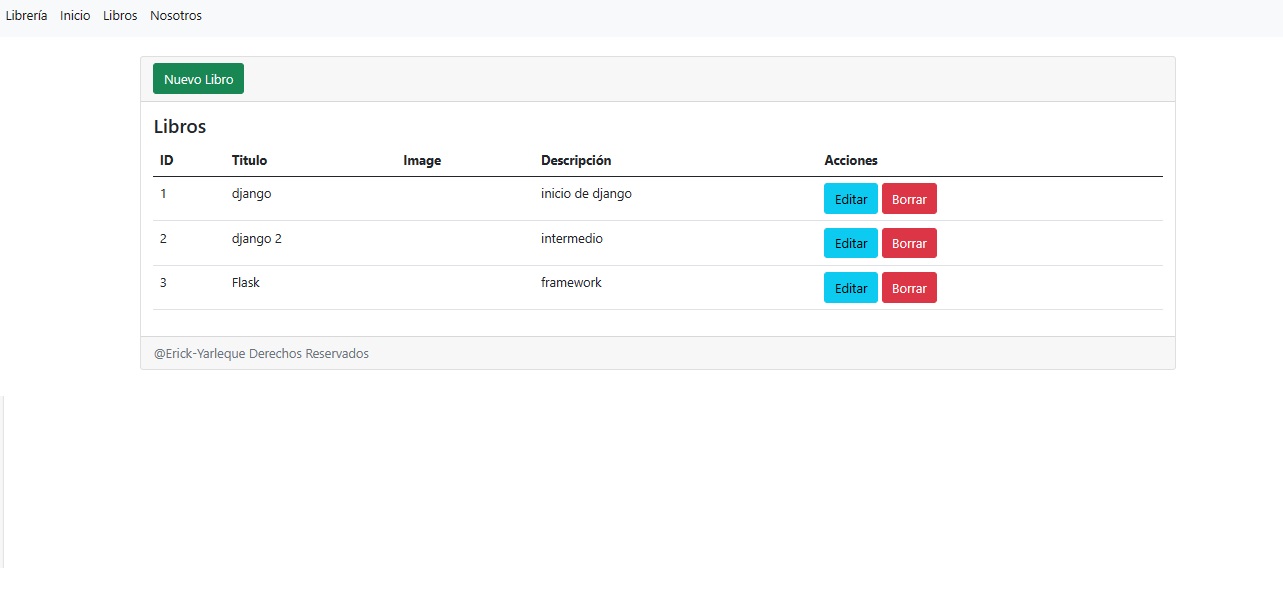 Librería Inicio Libros Nosotros
Nuevo Libro
Libros
ID Titulo Image Descripción Acciones
1 django inicio de django Editar Borrar
2 django 2 intermedio Editar Borrar
3 Flask framework Editar Borrar
@Erick-Yarleque Derechos Reservados